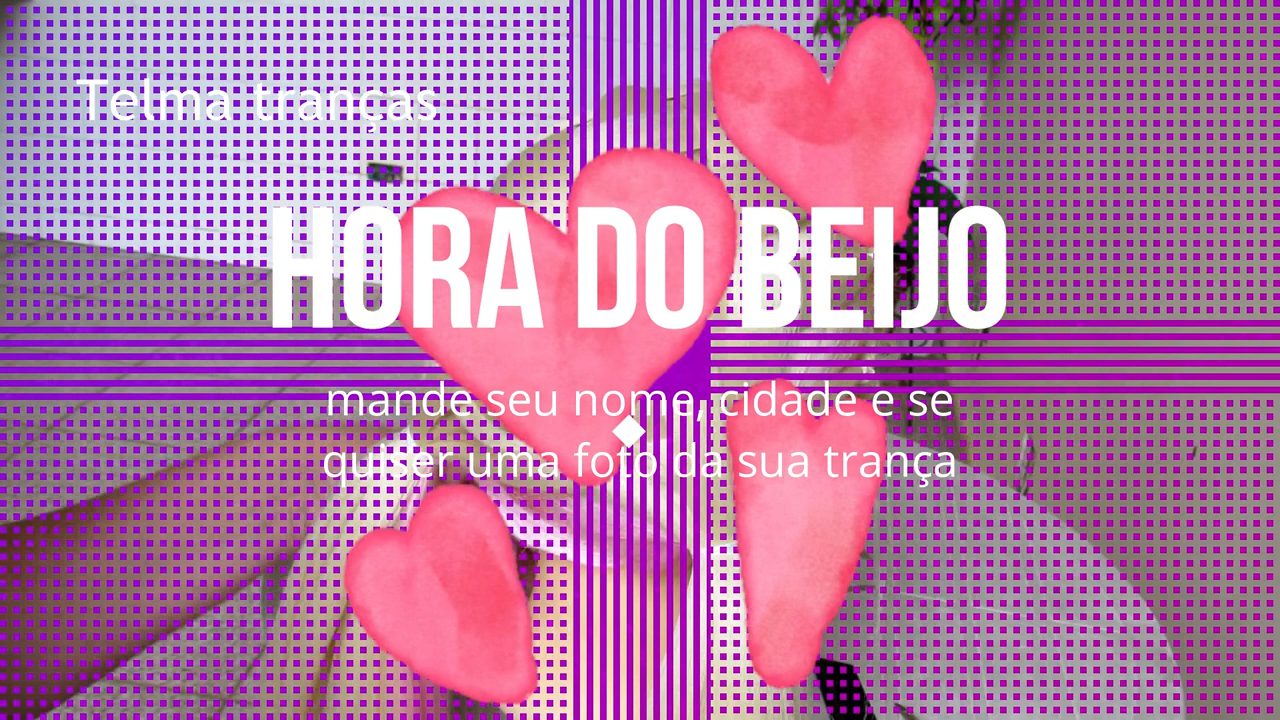 Telma tranças
HORA DO BEIJO
mande seu nome, cidade e se
quiser uma foto da sua trança